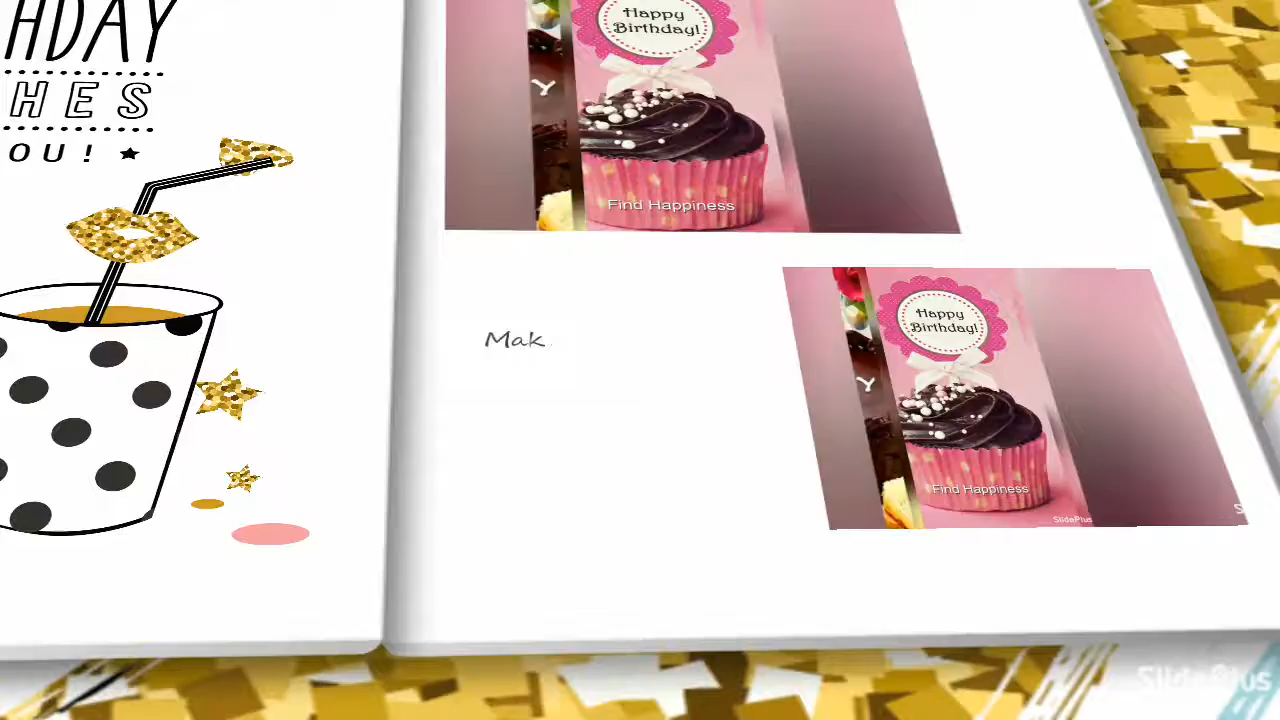 HDAY
HES
OU!
Happy
Birthday!
Y
Find Happiness
Mak
Happy
Birthday!
Y
Find Happiness
SlidePlus
S
SlidePlus